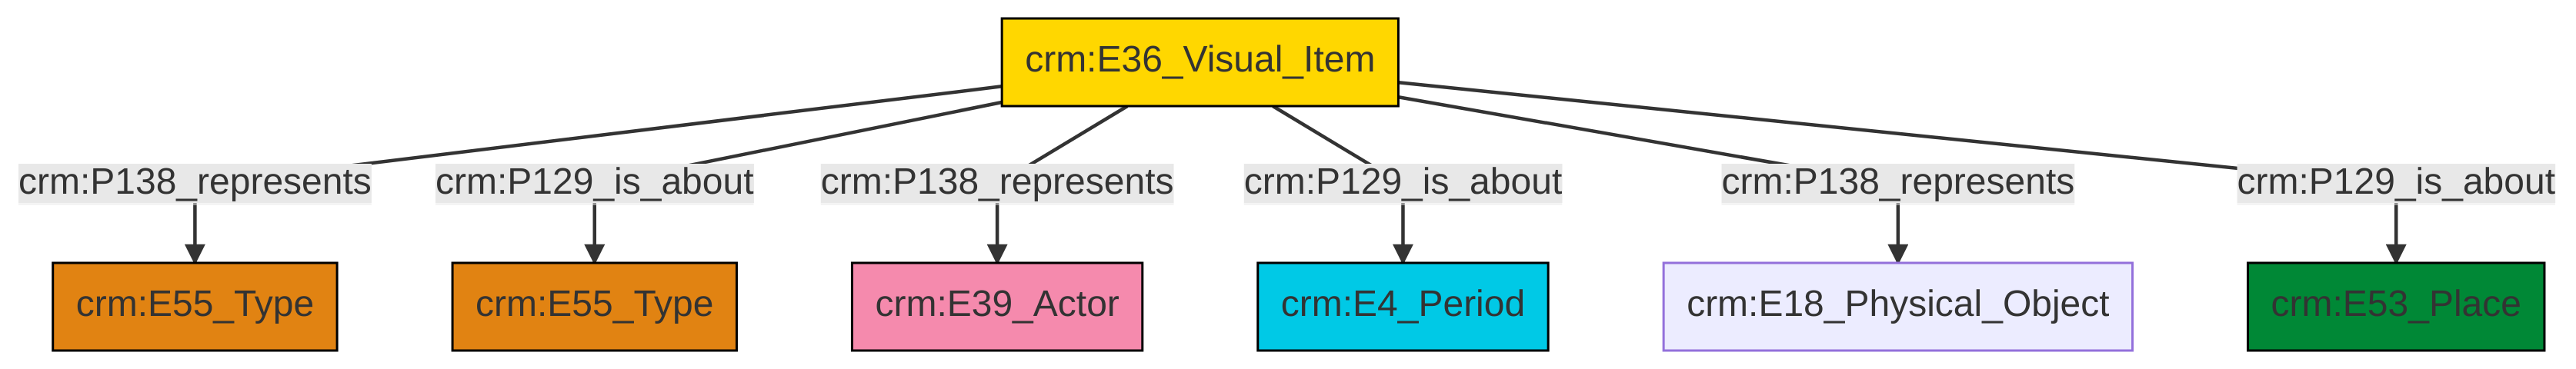 crm:E36_Visual_Item
crm:P138_represents
crm:P129_is_about
crm:P138_represents
crm:P129_is_about
crm:P138_represents
crm:P129_is_about
crm:E55_Type
crm:E55_Type
crm:E39_Actor
crm:E4_Period
crm:E18_Physical_Object
crm:E53_Place